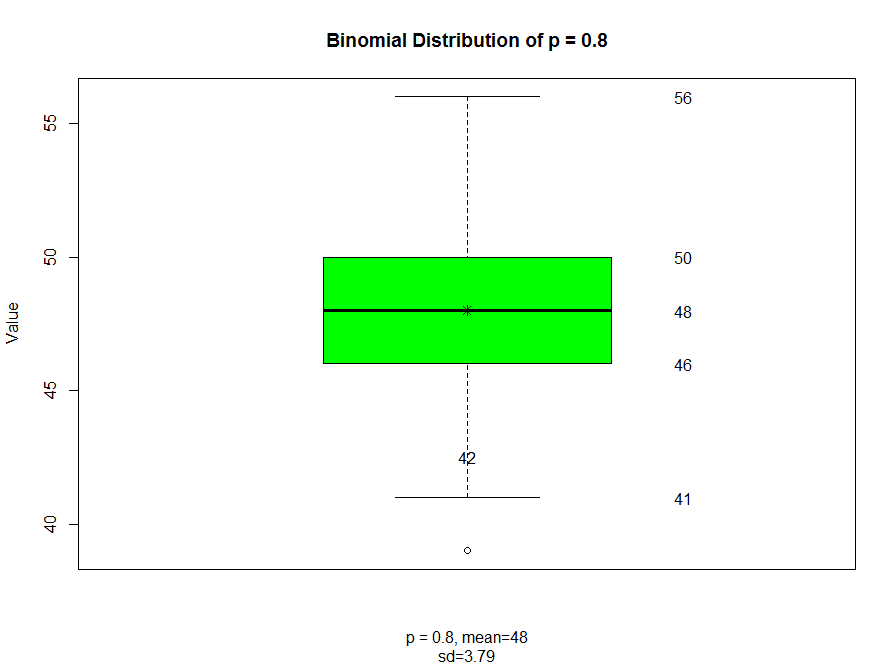 Binomial Distribution of p = 0.8
55
50
45
40
Value
56
50
48
46
42
41
p = 0.8, mean=48
sd=3.79